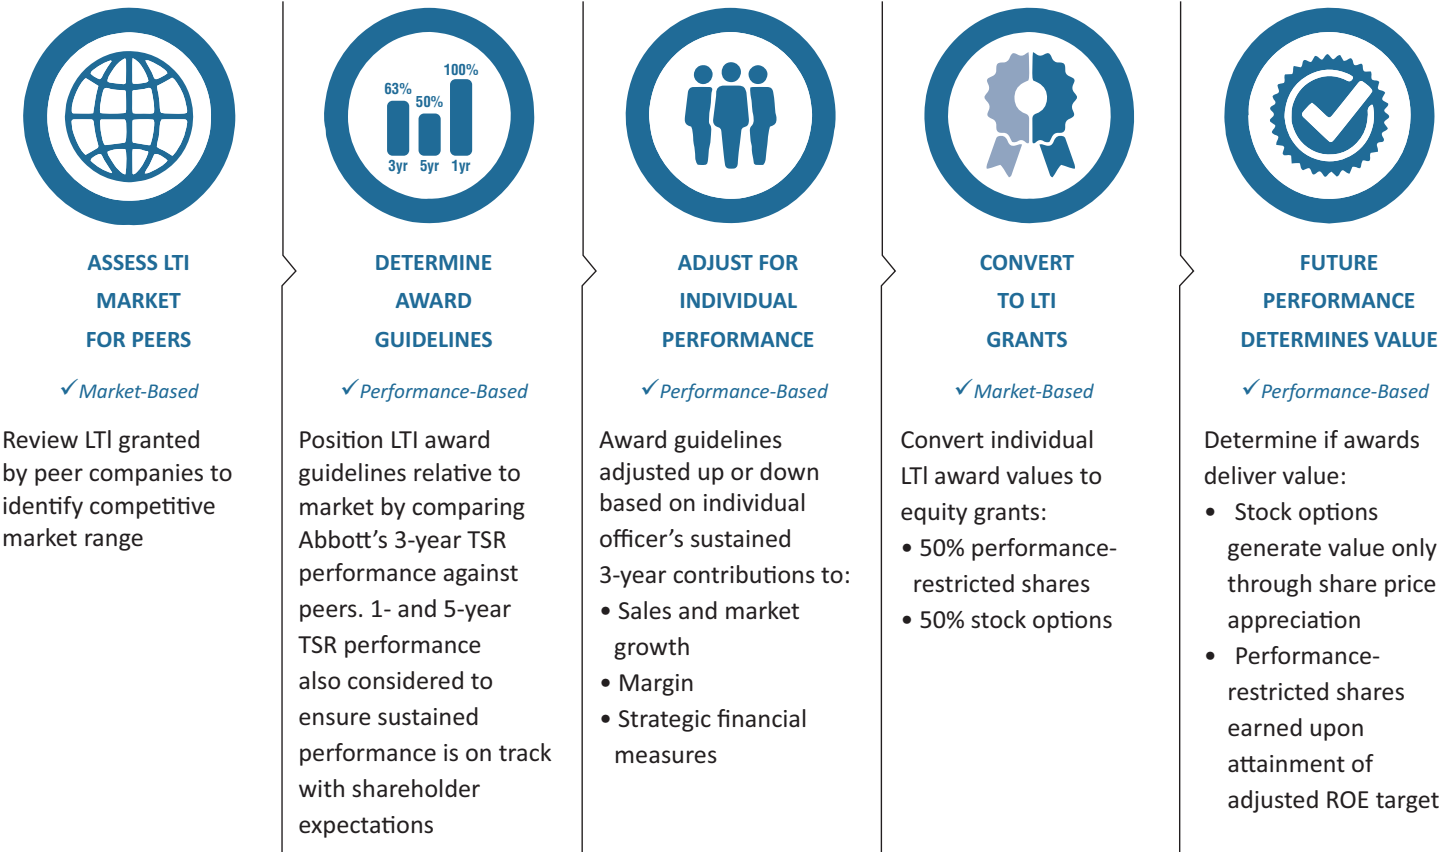 ASSESS LTI
MARKET
FOR PEERS
✓Market-Based
Review LTI granted
by peer companies to
identify competitive
market range
63%
50%
100%
3yr 5yr 1yr
DETERMINE
AWARD
GUIDELINES
✓Performance-Based
Position LTI award
guidelines relative to
market by comparing
Abbott’s 3-year TSR
performance against
peers. 1- and 5-year
TSR performance
also considered to
ensure sustained
performance is on track
with shareholder
expectations
ADJUST FOR
INDIVIDUAL
PERFORMANCE
✓Performance-Based
Award guidelines
adjusted up or down
based on individual
officer’s sustained
3-year contributions to:
• Sales and market
growth
• Margin
• Strategic financial
measures
CONVERT
TO LTI
GRANTS
✓Market-Based
Convert individual
LTI award values to
equity grants:
• 50% performance-
restricted shares
• 50% stock options
FUTURE
PERFORMANCE
DETERMINES VALUE
✓Performance-Based
Determine if awards
deliver value:
• Stock options
generate value only
through share price
appreciation
• Performance-
restricted shares
earned upon
attainment of
adjusted ROE target